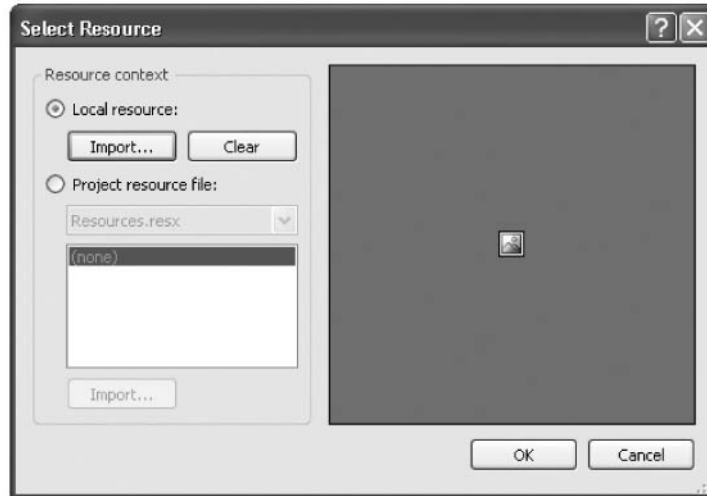 Select Resource
Resource context
Local resource:
Import... Clear
Project resource file:
Resources.resx
(none)
Import...
OK Cancel